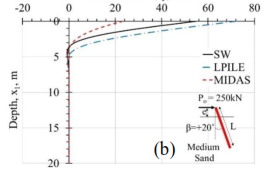 -20 0 20 40 60 80
0
5
10
15
20
Depth, x₁, m
SW
LPILE
MIDAS
Pₒ = 250kN
β=+20°
L
Medium
Sand
(b)